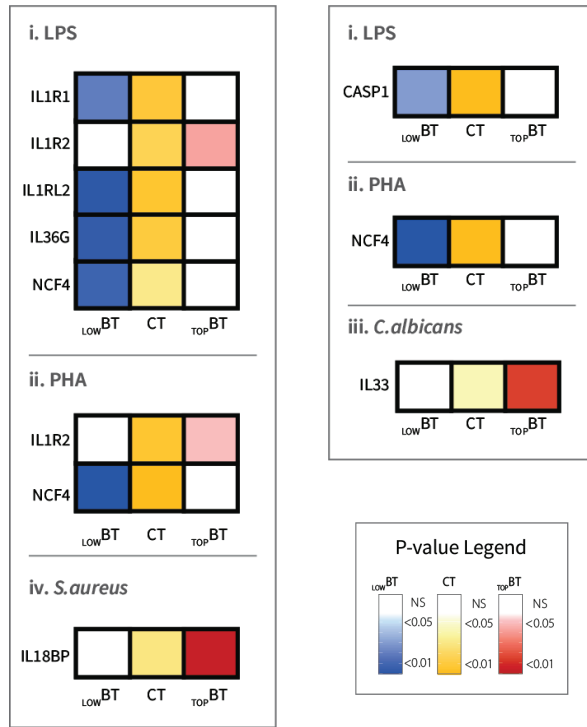 i. LPS
IL1R1
IL1R2
IL1RL2
IL36G
NCF4
LOWBT CT TOPBT
ii. PHA
IL1R2
NCF4
LOWBT CT TOPBT
iv. S.aureus
IL18BP
LOWBT CT TOPBT
i. LPS
CASP1
LOWBT CT TOPBT
ii. PHA
NCF4
LOWBT CT TOPBT
iii. C.albicans
IL33
LOWBT CT TOPBT
P-value Legend
LOWBT CT TOPBT
NS NS NS
<0.05 <0.05 <0.05
<0.01 <0.01 <0.01